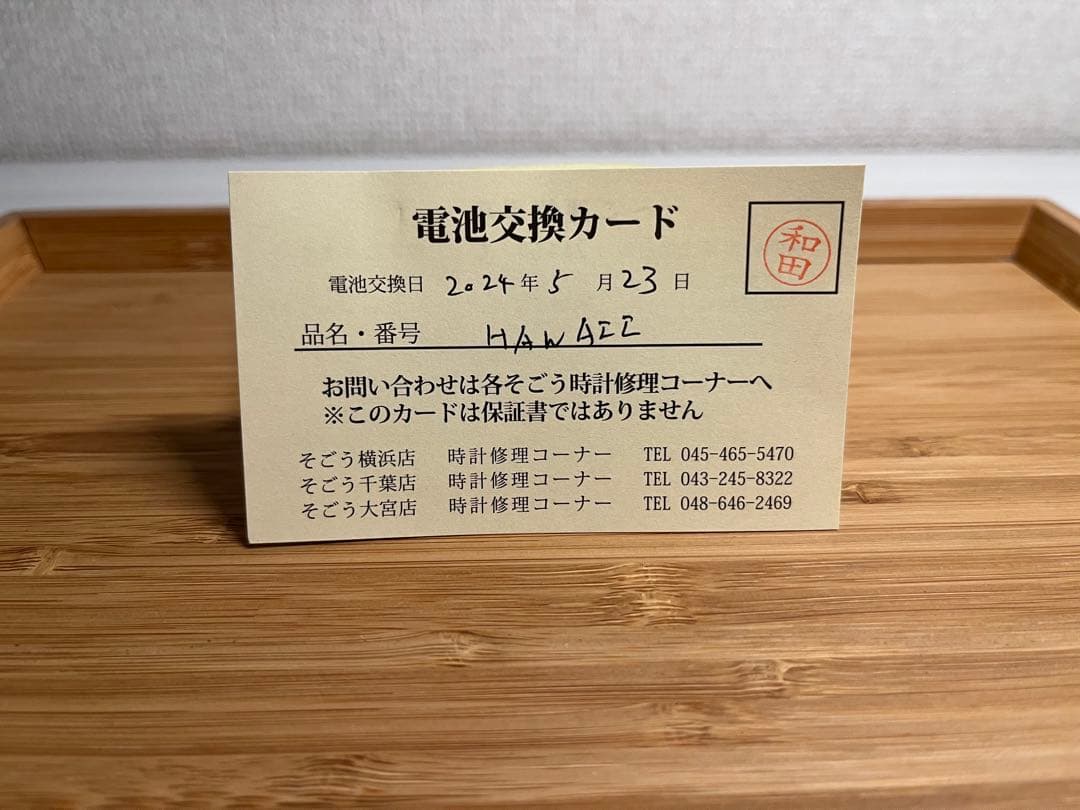 電池交換カード
和田
電池交換日 2024年5月23日
品名・番号 HAWAII
お問い合わせは各そごう時計修理コーナーへ
※このカードは保証書ではありません
そごう横浜店 時計修理コーナー TEL 045-465-5470
そごう千葉店 時計修理コーナー TEL 043-245-8322
そごう大宮店 時計修理コーナー TEL 048-646-2469